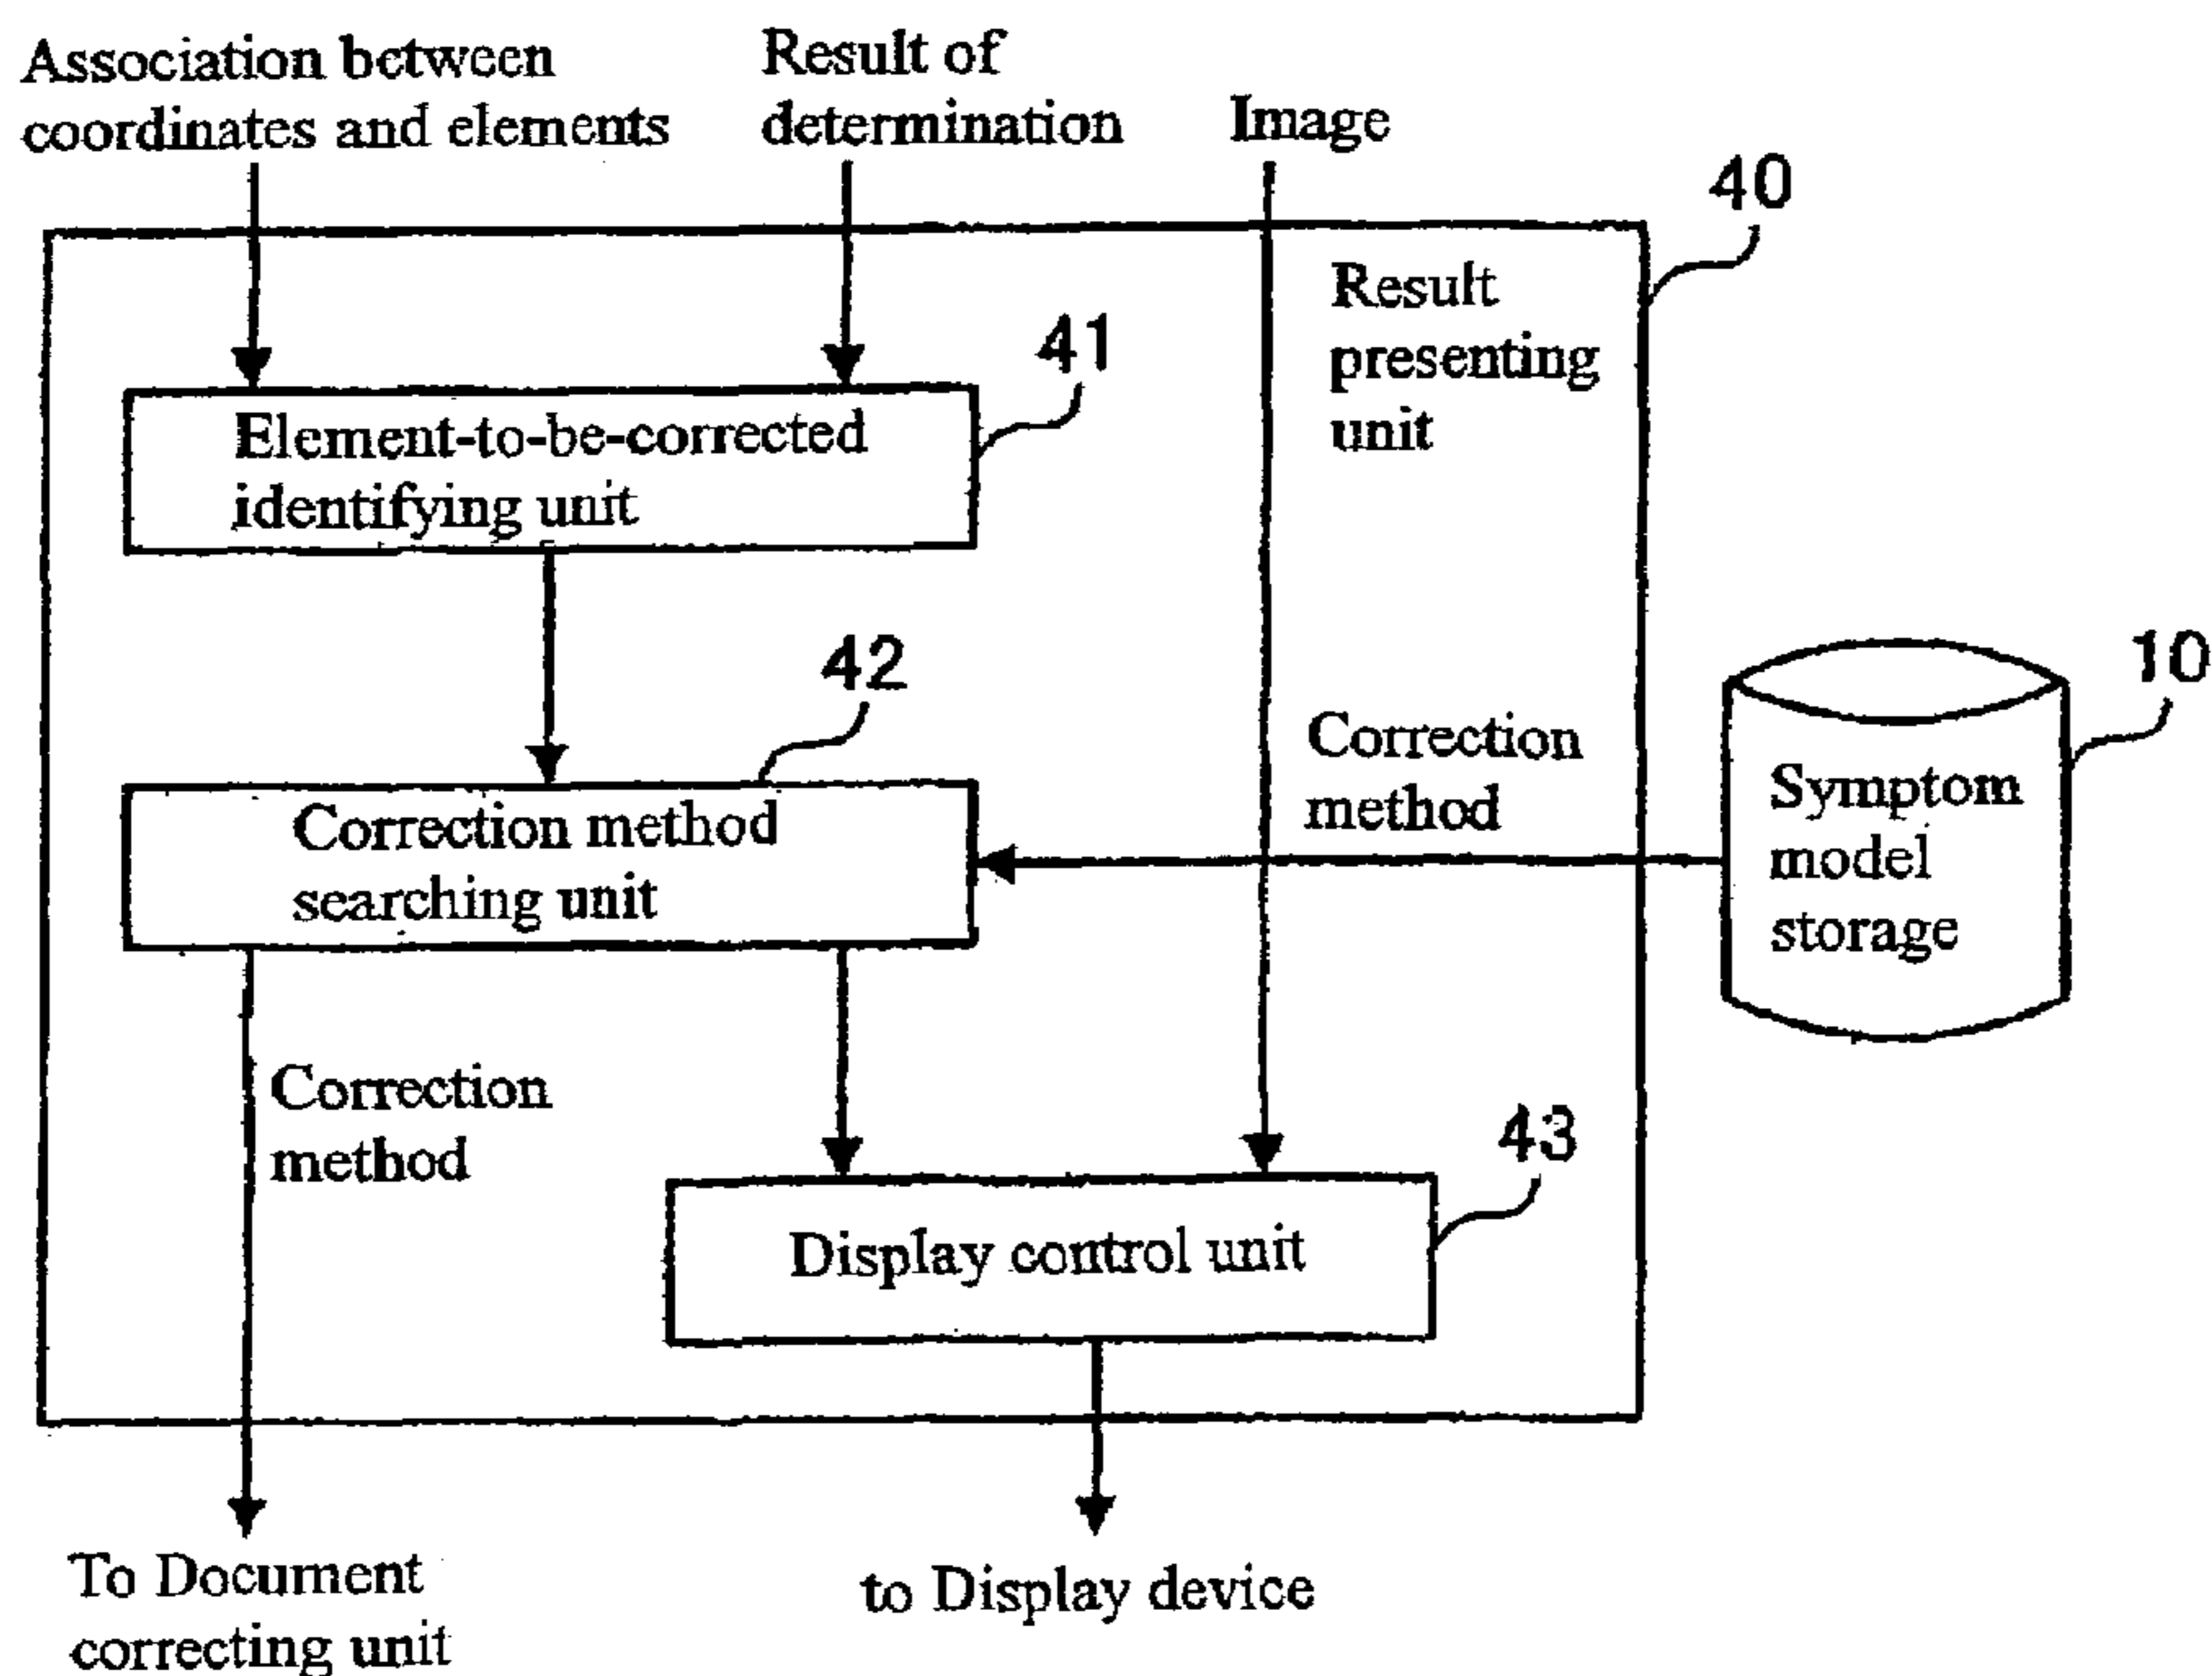 Association between
coordinates and elements
Result of
determination
Image
40
Result
presenting
unit
41
Element-to-be-corrected
identifying unit
42
Correction method
searching unit
Correction
method
10
Symptom
model
storage
Correction
method
43
Display control unit
To Document
correcting unit
to Display device